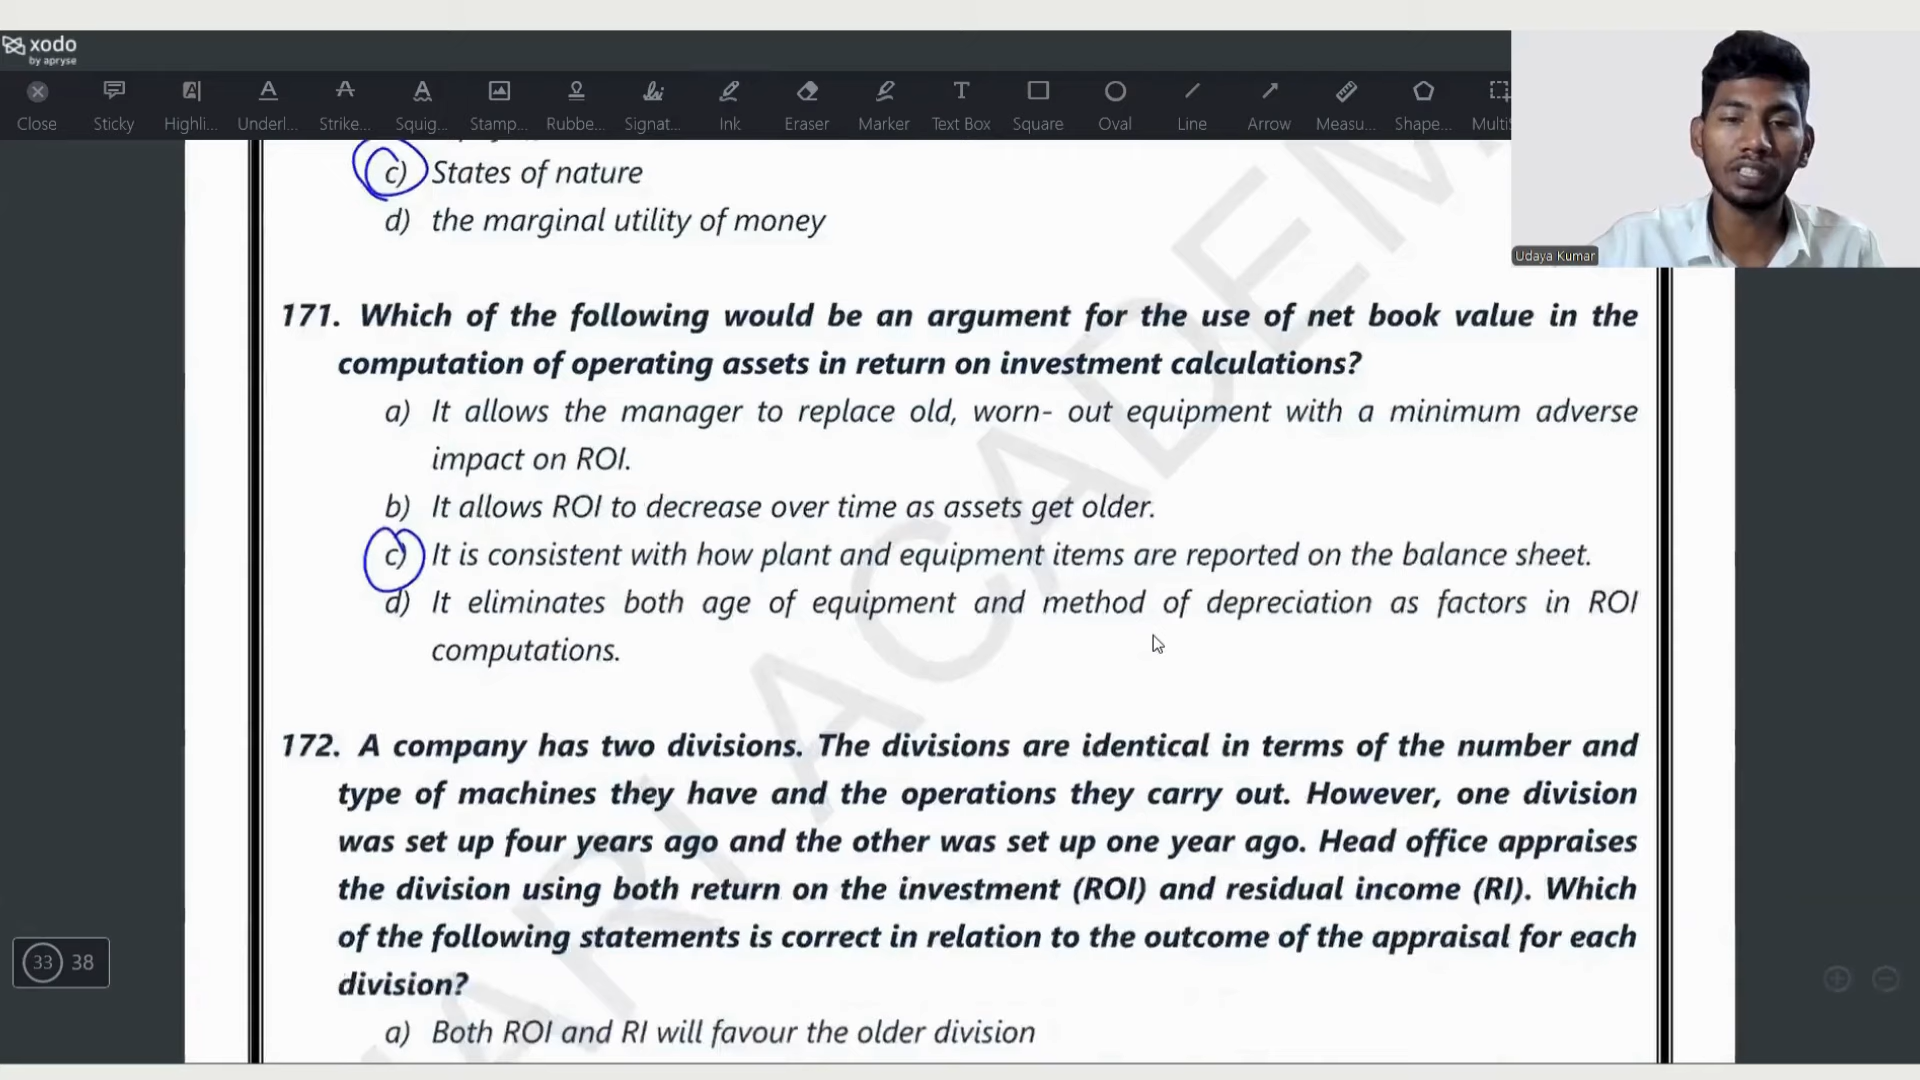 xodo
by apryse
Close
Sticky
Highli...
Underl...
Strike...
Squig...
Stamp...
Rubbe...
Signat...
Ink
Eraser
Marker
Text Box
Square
Oval
Line
Arrow
Measu...
Shape...
Udaya Kumar
c) States of nature
d) the marginal utility of money
171. Which of the following would be an argument for the use of net book value in the
computation of operating assets in return on investment calculations?
a) It allows the manager to replace old, worn- out equipment with a minimum adverse
impact on ROI.
b) It allows ROI to decrease over time as assets get older.
c) It is consistent with how plant and equipment items are reported on the balance sheet.
d) It eliminates both age of equipment and method of depreciation as factors in ROI
computations.
172. A company has two divisions. The divisions are identical in terms of the number and
type of machines they have and the operations they carry out. However, one division
was set up four years ago and the other was set up one year ago. Head office appraises
the division using both return on the investment (ROI) and residual income (RI). Which
of the following statements is correct in relation to the outcome of the appraisal for each
division?
a) Both ROI and RI will favour the older division
33 38
ARI ACADEM